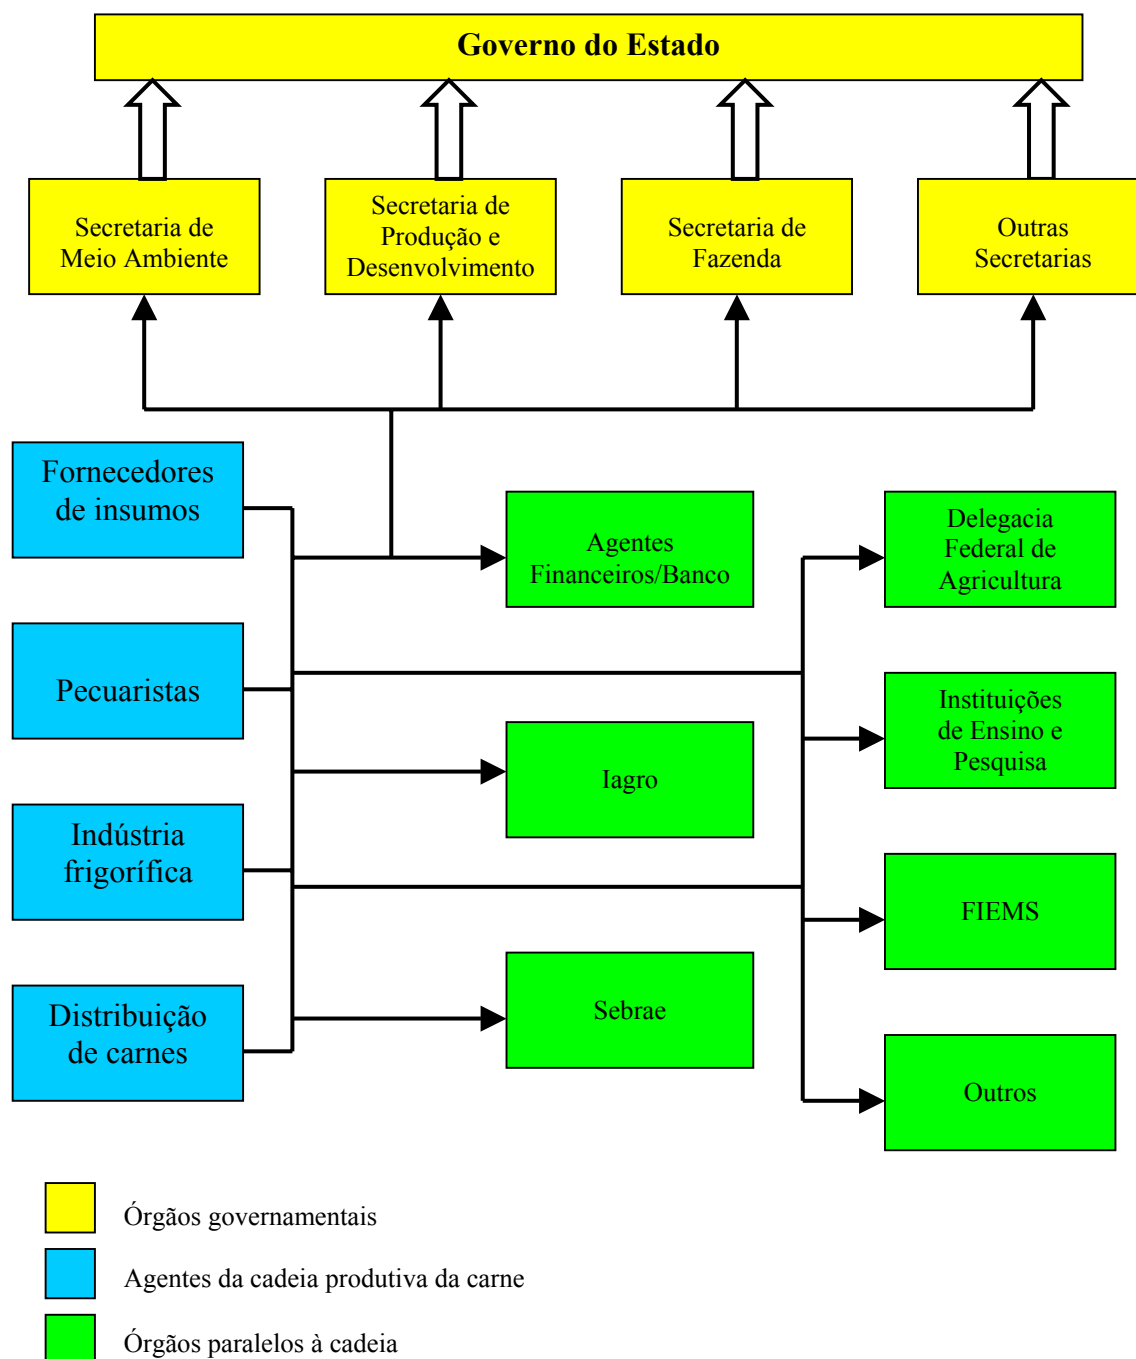 Governo do Estado
Secretaria de
Meio Ambiente
Secretaria de
Produção e
Desenvolvimento
Secretaria de
Fazenda
Outras
Secretarias
Fornecedores
de insumos
Agentes
Financeiros/Banco
Delegacia
Federal de
Agricultura
Pecuaristas
Instituições
de Ensino e
Pesquisa
Iagro
Indústria
frigorífica
FIEMS
Distribuição
de carnes
Sebrae
Outros
Órgãos governamentais
Agentes da cadeia produtiva da carne
Órgãos paralelos à cadeia